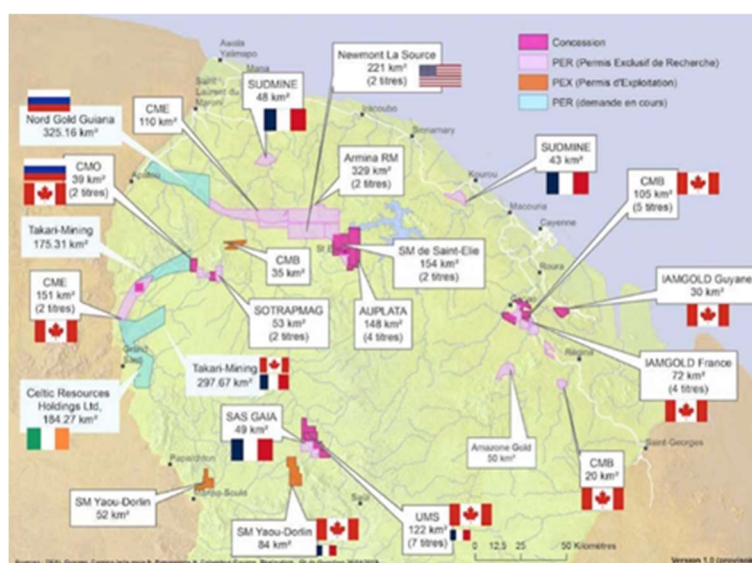 Awala
Yalimapo
Mana
Saint
Laurent du
Maroni
Newmont La Source
221 km²
(2 titres)
Concession
PER (Permis Exclusif de Recherche)
PEX (Permis d'Exploitation)
PER (demande en cours)
SUDMINE
48 km²
Nord Gold Guiana
325.16 km²
CME
110 km²
Iracoubo
Sinnamary
Armina RM
329 km²
(2 titres)
SUDMINE
43 km²
CMO
39 km²
(2 titres)
Apatou
Kourou
Macouria
Cayenne
CMB
105 km²
(5 titres)
Takari-Mining
175.31 km²
CMB
35 km²
SM de Saint-Elie
154 km²
(2 titres)
Roura
IAMGOLD Guyane
30 km²
CME
151 km²
(2 titres)
SOTRAPMAG
53 km²
(2 titres)
AUPLATA
148 km²
(4 titres)
Régina
IAMGOLD France
72 km²
(4 titres)
Takari-Mining
297.67 km²
Celtic Resources
Holdings Ltd,
184.27 km²
SAS GAIA
49 km²
Amazone Gold
50 km²
CMB
20 km²
Saint-Georges
Papaichton
Maripa-Soula
Saül
SM Yaou-Dorlin
52 km²
SM Yaou-Dorlin
84 km²
UMS
122 km²
(7 titres)
0 12,5 25 50 Kilomètres
Version 1.0 (provisoire)